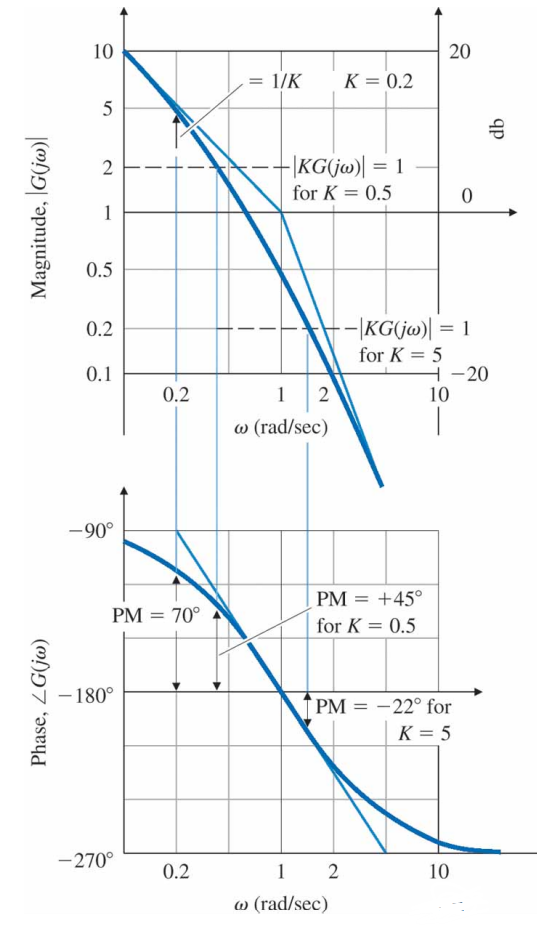 10
20
= 1/K
K = 0.2
5
db
2
|KG(jω)| = 1
for K = 0.5
Magnitude, |G(jω)|
1
0
0.5
0.2
|KG(jω)| = 1
for K = 5
0.1
−20
0.2
1
2
10
ω (rad/sec)
−90°
PM = 70°
PM = +45°
for K = 0.5
Phase, ∠G(jω)
−180°
PM = −22° for
K = 5
−270°
0.2
1
2
10
ω (rad/sec)